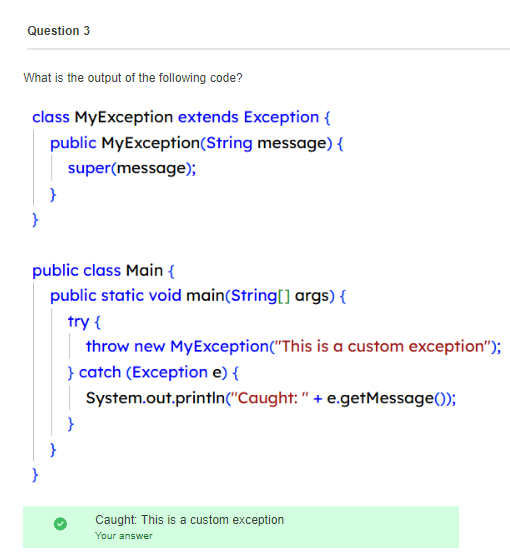 Question 3
What is the output of the following code?
class MyException extends Exception {
public MyException(String message) {
super(message);
}
}
public class Main {
public static void main(String[] args) {
try {
throw new MyException("This is a custom exception");
} catch (Exception e) {
System.out.println("Caught: " + e.getMessage());
}
}
}
Caught: This is a custom exception
Your answer